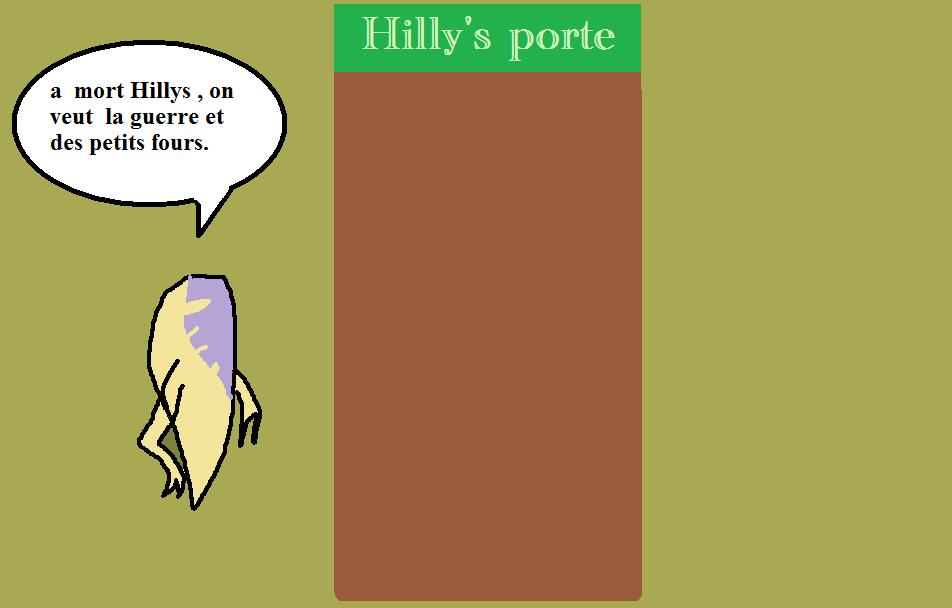 Hilly's porte
a mort Hillys , on
veut la guerre et
des petits fours.